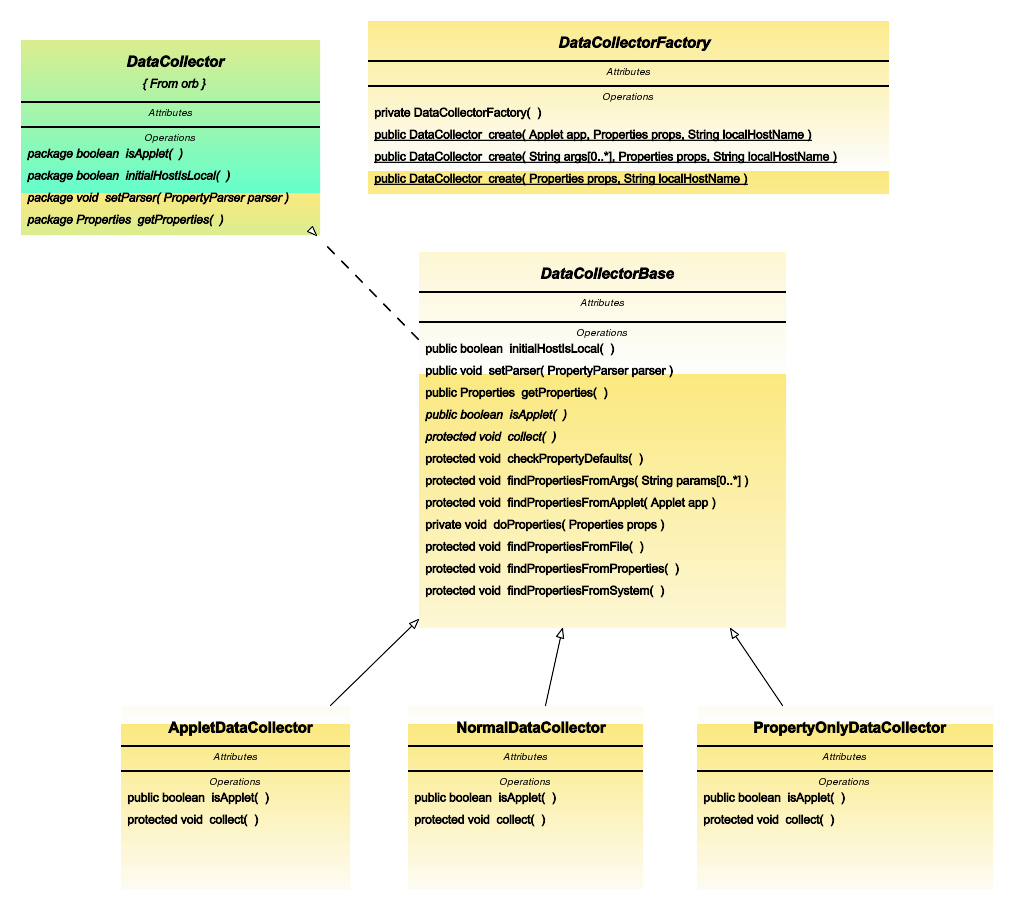 DataCollector
{ From orb }
Attributes
Operations
package boolean isApplet( )
package boolean initialHostIsLocal( )
package void setParser( PropertyParser parser )
package Properties getProperties( )
DataCollectorFactory
Attributes
Operations
private DataCollectorFactory( )
public DataCollector create( Applet app, Properties props, String localHostName )
public DataCollector create( String args[0..*], Properties props, String localHostName )
public DataCollector create( Properties props, String localHostName )
DataCollectorBase
Attributes
Operations
public boolean initialHostIsLocal( )
public void setParser( PropertyParser parser )
public Properties getProperties( )
public boolean isApplet( )
protected void collect( )
protected void checkPropertyDefaults( )
protected void findPropertiesFromArgs( String params[0..*] )
protected void findPropertiesFromApplet( Applet app )
private void doProperties( Properties props )
protected void findPropertiesFromFile( )
protected void findPropertiesFromProperties( )
protected void findPropertiesFromSystem( )
AppletDataCollector
Attributes
Operations
public boolean isApplet( )
protected void collect( )
NormalDataCollector
Attributes
Operations
public boolean isApplet( )
protected void collect( )
PropertyOnlyDataCollector
Attributes
Operations
public boolean isApplet( )
protected void collect( )